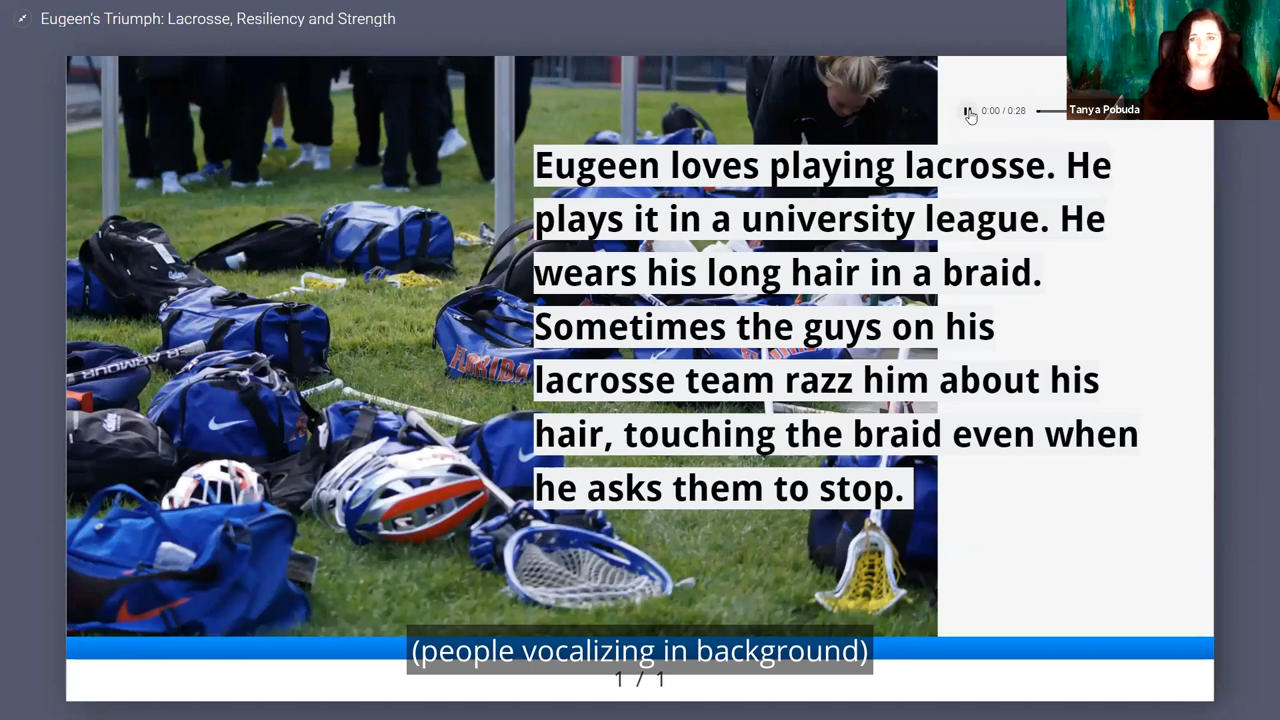 Eugeen's Triumph: Lacrosse, Resiliency and Strength
Tanya Pobuda
0:00 / 0:28
Eugeen loves playing lacrosse. He
plays it in a university league. He
wears his long hair in a braid.
Sometimes the guys on his
lacrosse team razz him about his
hair, touching the braid even when
he asks them to stop.
FLORIDA
R ARMOUR
(people vocalizing in background)
1 / 1